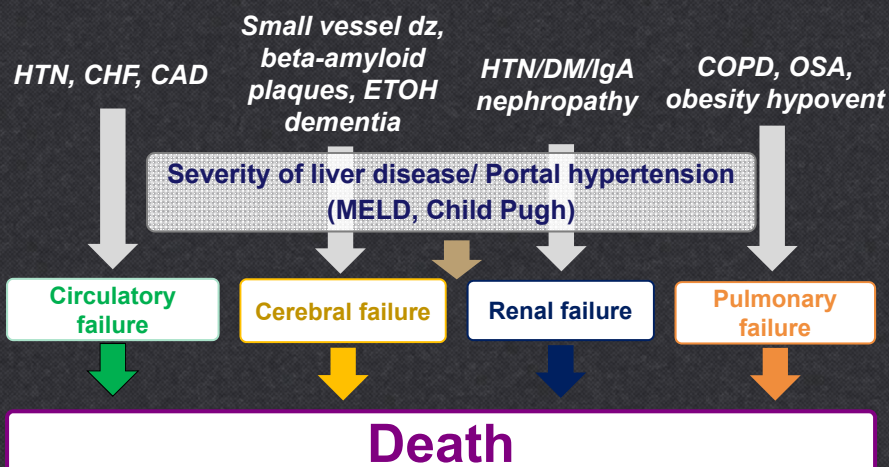 HTN, CHF, CAD
Small vessel dz,
beta-amyloid
plaques, ETOH
dementia
HTN/DM/IgA
nephropathy
COPD, OSA,
obesity hypovent
Severity of liver disease/ Portal hypertension
(MELD, Child Pugh)
Circulatory
failure
Cerebral failure
Renal failure
Pulmonary
failure
Death